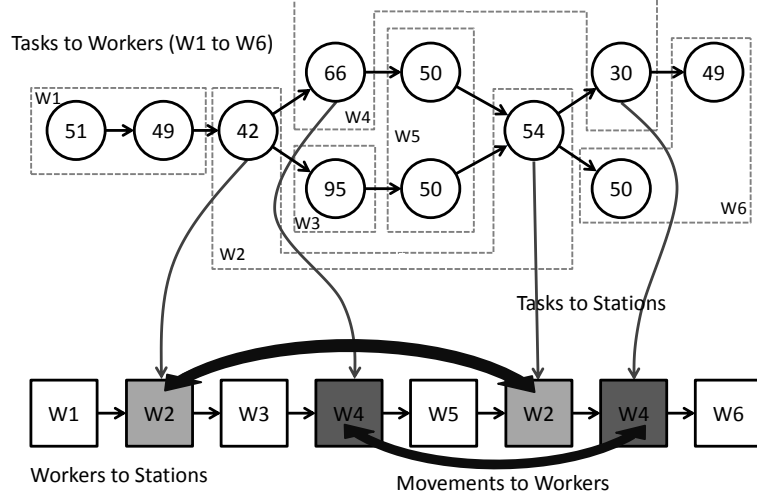 Tasks to Workers (W1 to W6)
66
50
30
49
W1
W4
51
49
42
W5
54
95
50
50
W3
W6
W2
Tasks to Stations
W1
W2
W3
W4
W5
W2
W4
W6
Workers to Stations
Movements to Workers